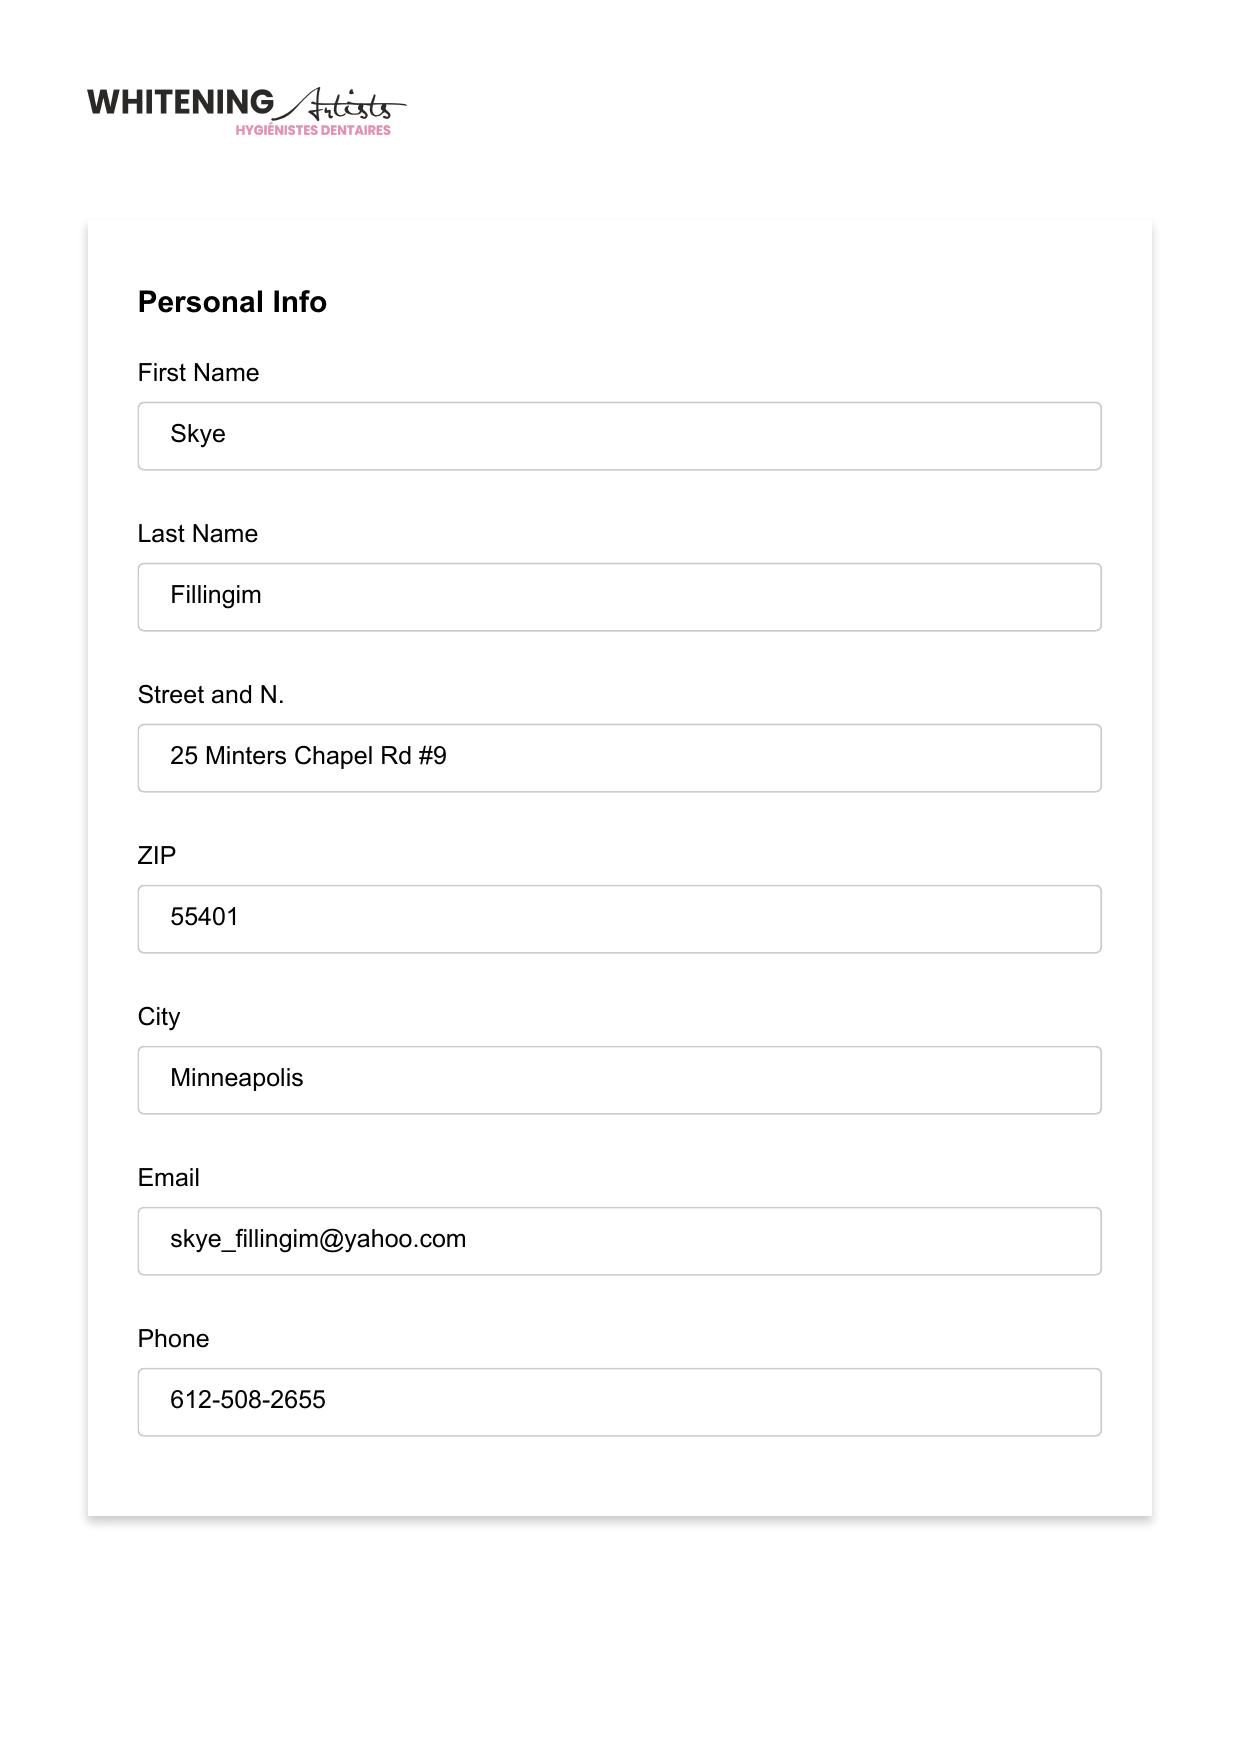 WHITENING Artists
HYGIÉNISTES DENTAIRES
Personal Info
First Name
Skye
Last Name
Fillingim
Street and N.
25 Minters Chapel Rd #9
ZIP
55401
City
Minneapolis
Email
skye_fillingim@yahoo.com
Phone
612-508-2655